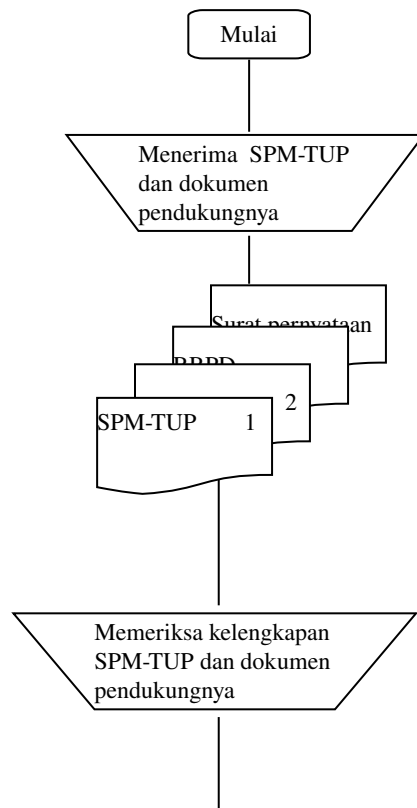 Mulai
Menerima SPM-TUP
dan dokumen
pendukungnya
Surat pernyataan
2
SPM-TUP 1
Memeriksa kelengkapan
SPM-TUP dan dokumen
pendukungnya